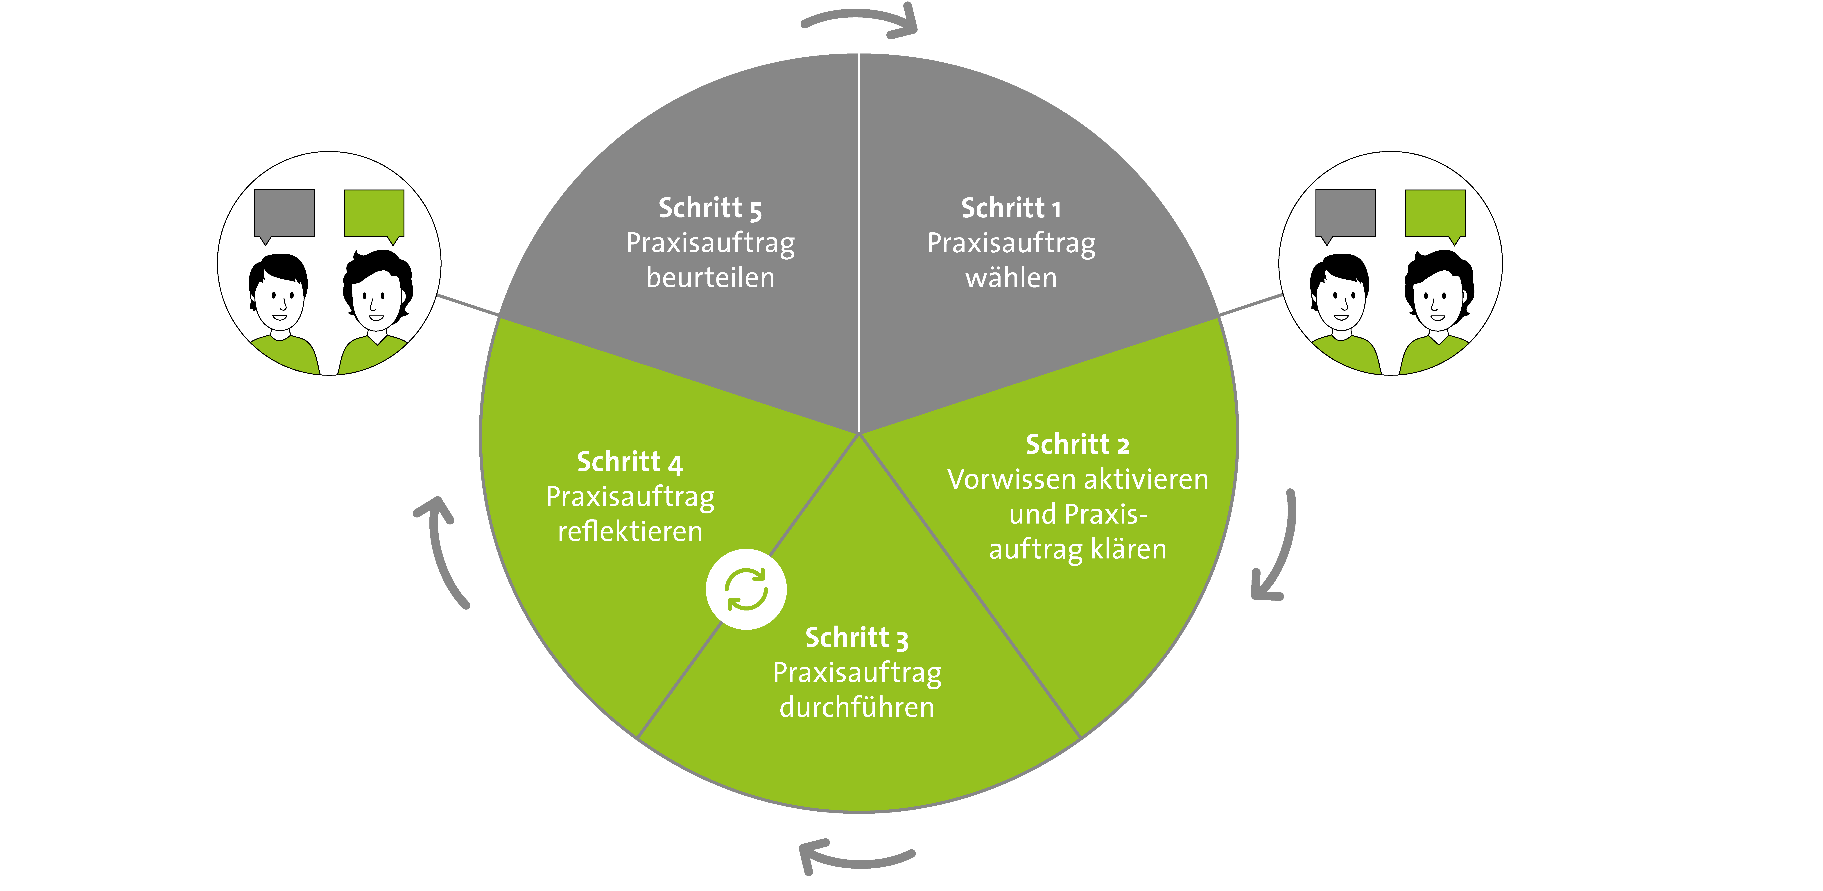 Schritt 1
Praxisauftrag
wählen
Schritt 2
Vorwissen aktivieren
und Praxis-
auftrag klären
Schritt 3
Praxisauftrag
durchführen
Schritt 4
Praxisauftrag
reflektieren
Schritt 5
Praxisauftrag
beurteilen